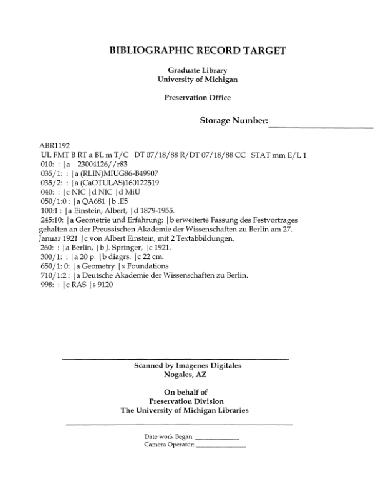 BIBLIOGRAPHIC RECORD TARGET
Graduate Library
University of Michigan
Preservation Office
Storage Number:
ABR1192
UL FMT B RT a BL m T/C DT 07/18/88 R/DT 07/18/88 CC STAT mm E/L 1
010: : |a 23004126//r83
035/1: : |a (RLIN)MIUG86-B49907
035/2: : |a (CaOTULAS)160122519
040: : |c NIC |d NIC |d MiU
050/1:0 : |a QA681 |b .E5
100:1 : |a Einstein, Albert, |d 1879-1955.
245:10: |a Geometrie und Erfahrung; |b erweiterte Fassung des Festvortrages
gehalten an der Preussischen Akademie der Wissenschaften zu Berlin am 27.
Januar 1921 |c von Albert Einstein, mit 2 Textabbildungen.
260: : |a Berlin, |b J. Springer, |c 1921.
300/1: : |a 20 p. |b diagrs. |c 22 cm.
650/1: 0: |a Geometry |x Foundations
710/1:2 : |a Deutsche Akademie der Wissenschaften zu Berlin.
998: : |c RAS |s 9120
Scanned by Imagenes Digitales
Nogales, AZ
On behalf of
Preservation Division
The University of Michigan Libraries
Date work Began:
Camera Operator: